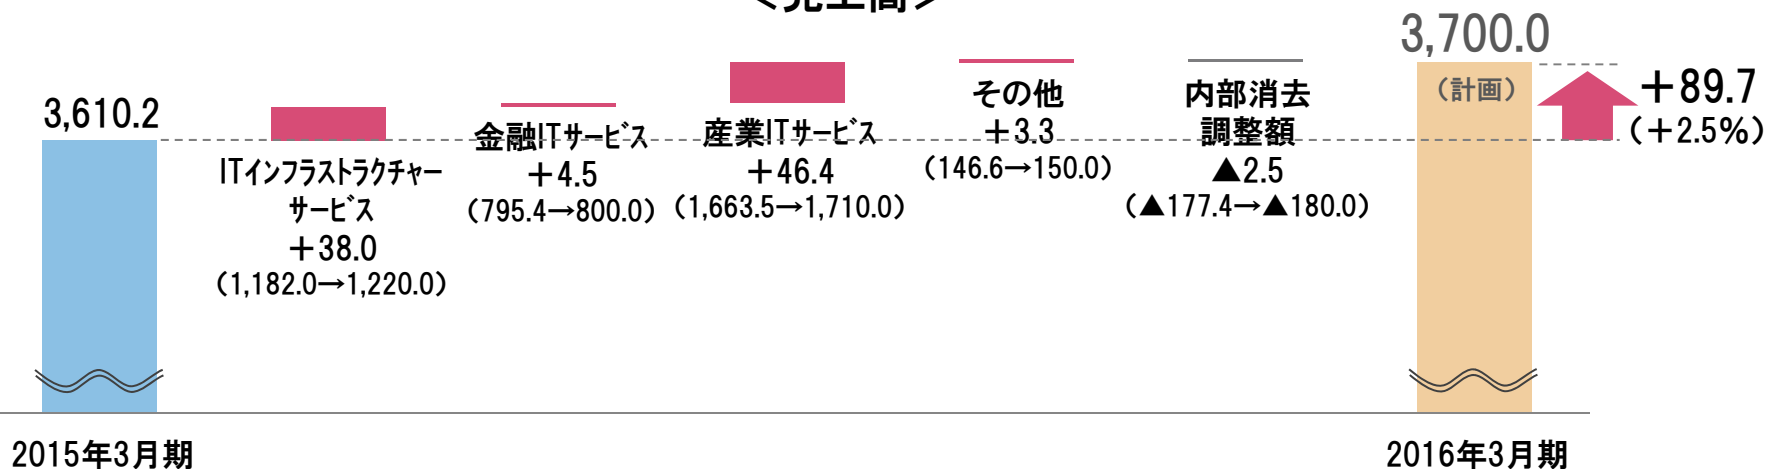 <売上高>
3,610.2
ITインフラストラクチャー
サービス
+38.0
(1,182.0→1,220.0)
金融ITサービス
+4.5
(795.4→800.0)
産業ITサービス
+46.4
(1,663.5→1,710.0)
その他
+3.3
(146.6→150.0)
内部消去
調整額
▲2.5
(▲177.4→▲180.0)
3,700.0
(計画)
+89.7
(+2.5%)
2015年3月期
2016年3月期